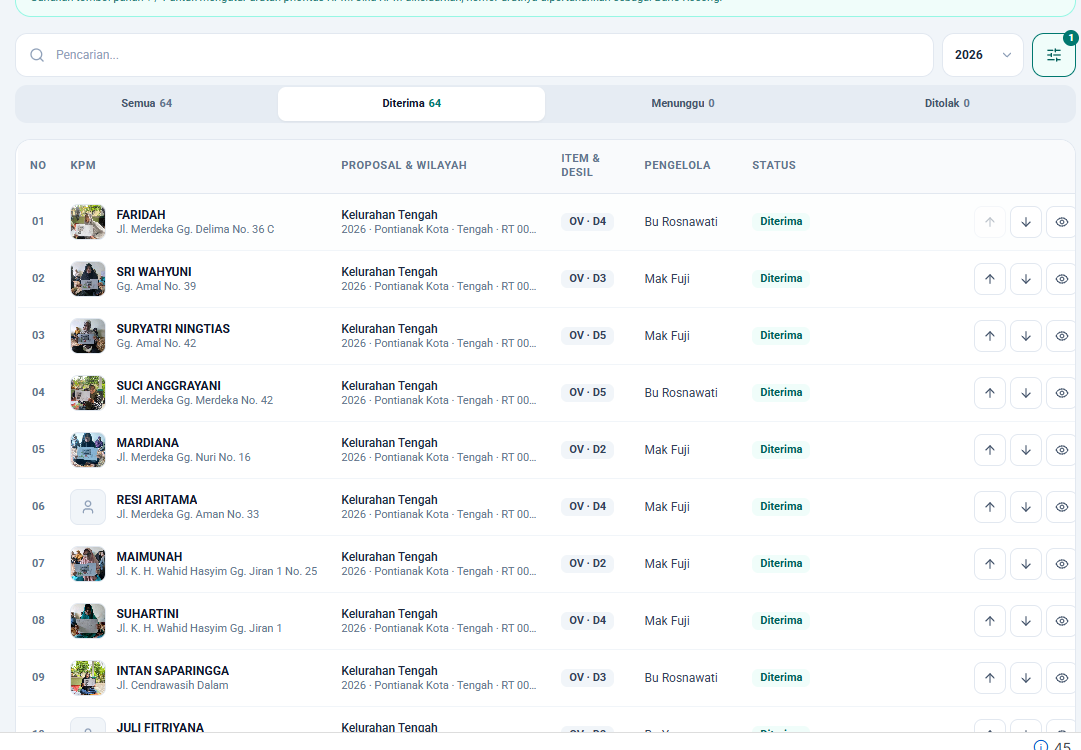 Pencarian...
2026
1
Semua 64
Diterima 64
Menunggu 0
Ditolak 0
NO KPM PROPOSAL & WILAYAH ITEM & DESIL PENGELOLA STATUS
01 FARIDAH Kelurahan Tengah OV · D4 Bu Rosnawati Diterima
Jl. Merdeka Gg. Delima No. 36 C 2026 · Pontianak Kota · Tengah · RT 00...
02 SRI WAHYUNI Kelurahan Tengah OV · D3 Mak Fuji Diterima
Gg. Amal No. 39 2026 · Pontianak Kota · Tengah · RT 00...
03 SURYATRI NINGTIAS Kelurahan Tengah OV · D5 Mak Fuji Diterima
Gg. Amal No. 42 2026 · Pontianak Kota · Tengah · RT 00...
04 SUCI ANGGRAYANI Kelurahan Tengah OV · D5 Bu Rosnawati Diterima
Jl. Merdeka Gg. Merdeka No. 42 2026 · Pontianak Kota · Tengah · RT 00...
05 MARDIANA Kelurahan Tengah OV · D2 Mak Fuji Diterima
Jl. Merdeka Gg. Nuri No. 16 2026 · Pontianak Kota · Tengah · RT 00...
06 RESI ARITAMA Kelurahan Tengah OV · D4 Mak Fuji Diterima
Jl. Merdeka Gg. Aman No. 33 2026 · Pontianak Kota · Tengah · RT 00...
07 MAIMUNAH Kelurahan Tengah OV · D2 Mak Fuji Diterima
Jl. K. H. Wahid Hasyim Gg. Jiran 1 No. 25 2026 · Pontianak Kota · Tengah · RT 00...
08 SUHARTINI Kelurahan Tengah OV · D4 Mak Fuji Diterima
Jl. K. H. Wahid Hasyim Gg. Jiran 1 2026 · Pontianak Kota · Tengah · RT 00...
09 INTAN SAPARINGGA Kelurahan Tengah OV · D3 Bu Rosnawati Diterima
Jl. Cendrawasih Dalam 2026 · Pontianak Kota · Tengah · RT 00...
JULI FITRIYANA Kelurahan Tengah
45